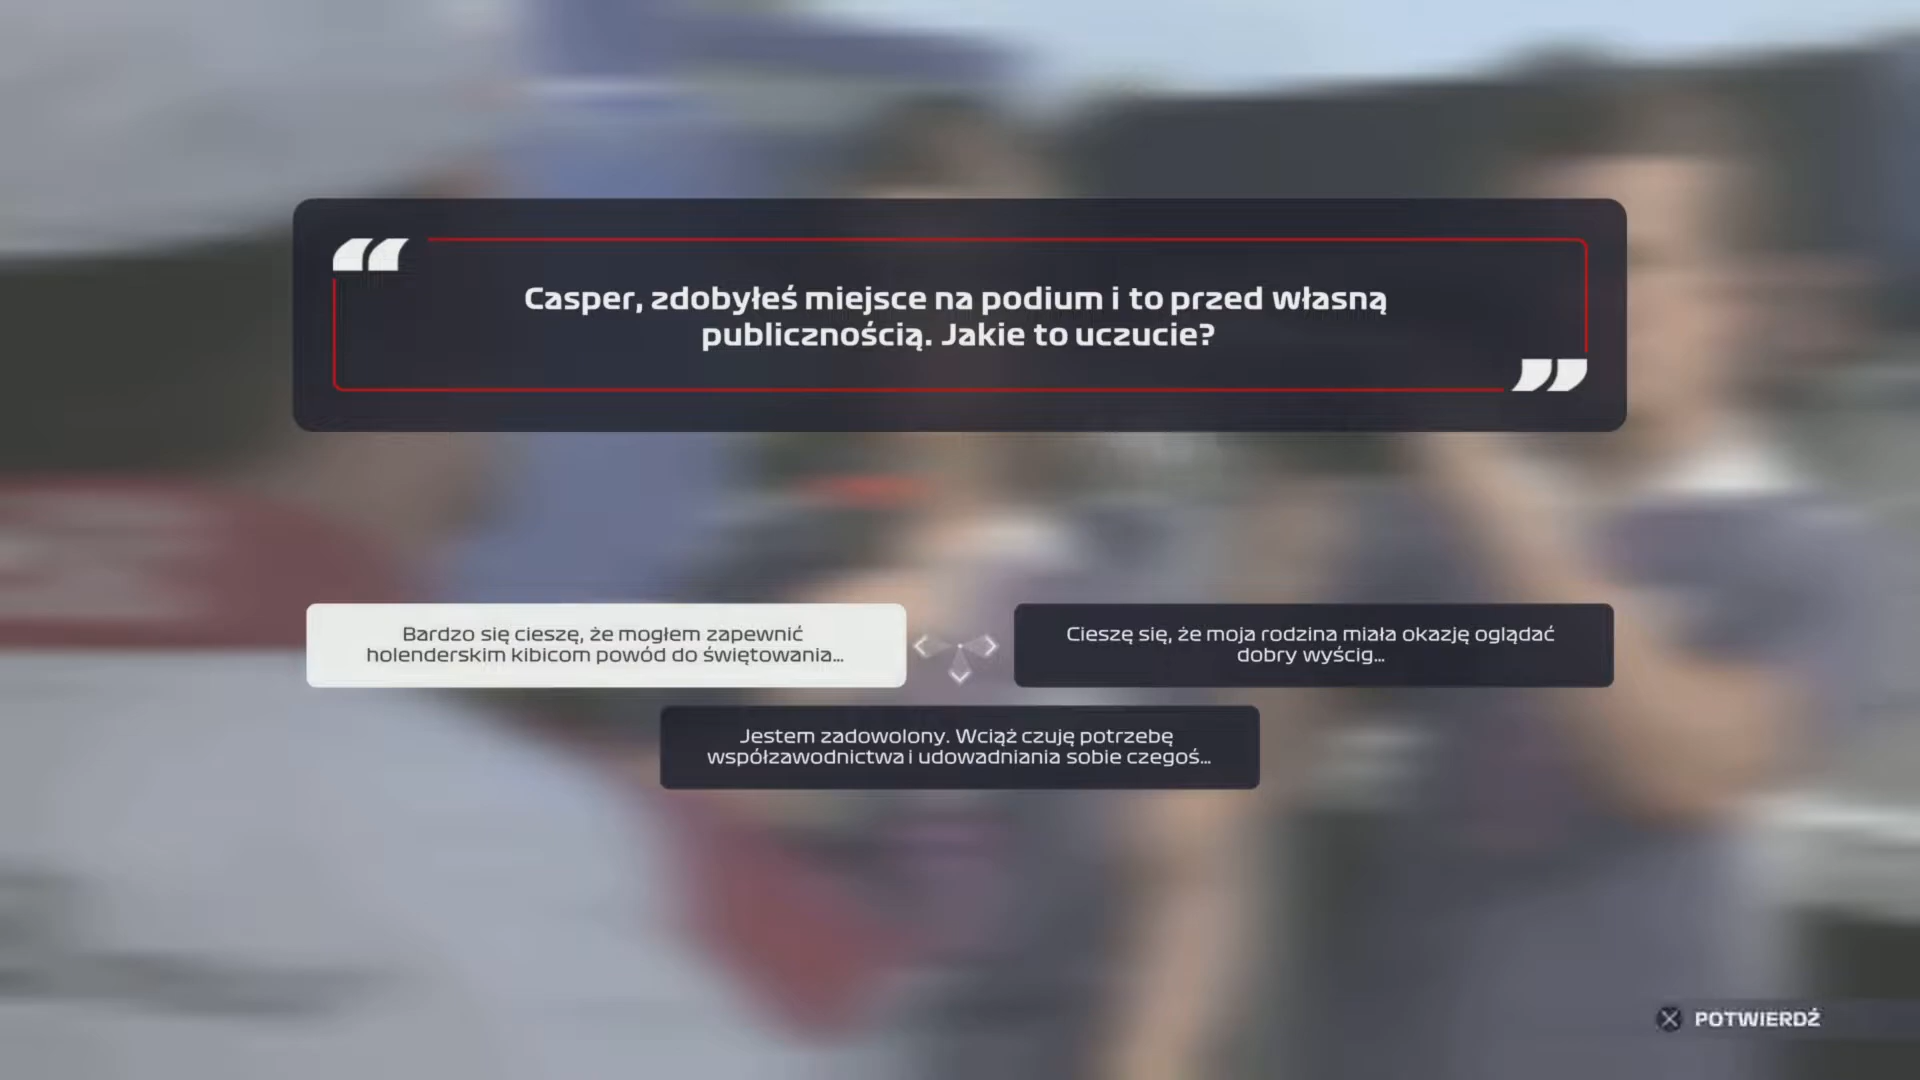 Casper, zdobyłeś miejsce na podium i to przed własną
publicznością. Jakie to uczucie?
Bardzo się cieszę, że mogłem zapewnić
holenderskim kibicom powód do świętowania...
Cieszę się, że moja rodzina miała okazję oglądać
dobry wyścig...
Jestem zadowolony. Wciąż czuję potrzebę
współzawodnictwa i udowadniania sobie czegoś...
POTWIERDŹ